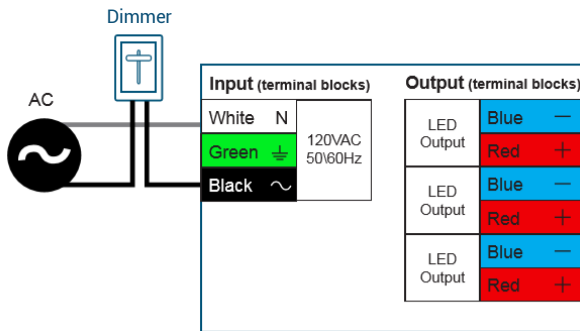 Dimmer
AC
Input (terminal blocks)
White N
Green ⏚
Black ~
120VAC
50\60Hz
Output (terminal blocks)
LED
Output
Blue −
Red +
LED
Output
Blue −
Red +
LED
Output
Blue −
Red +